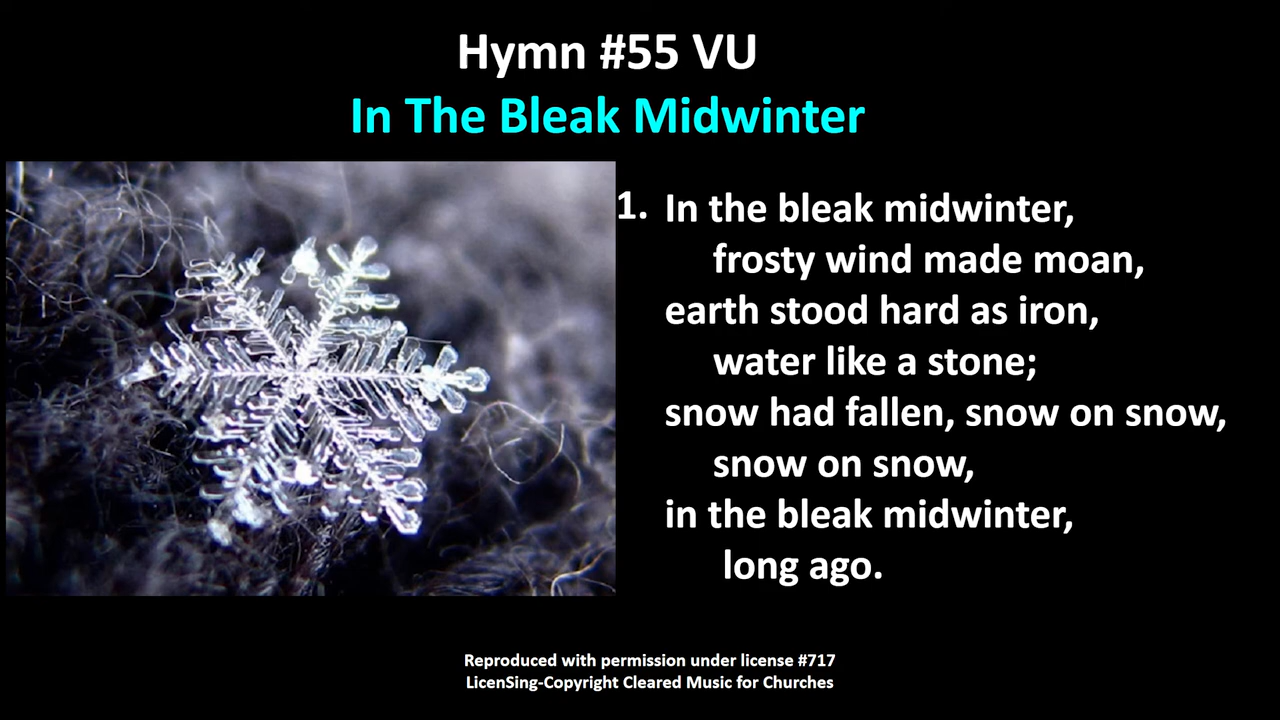 Hymn #55 VU
In The Bleak Midwinter
1. In the bleak midwinter,
frosty wind made moan,
earth stood hard as iron,
water like a stone;
snow had fallen, snow on snow,
snow on snow,
in the bleak midwinter,
long ago.
Reproduced with permission under license #717
LicenSing-Copyright Cleared Music for Churches